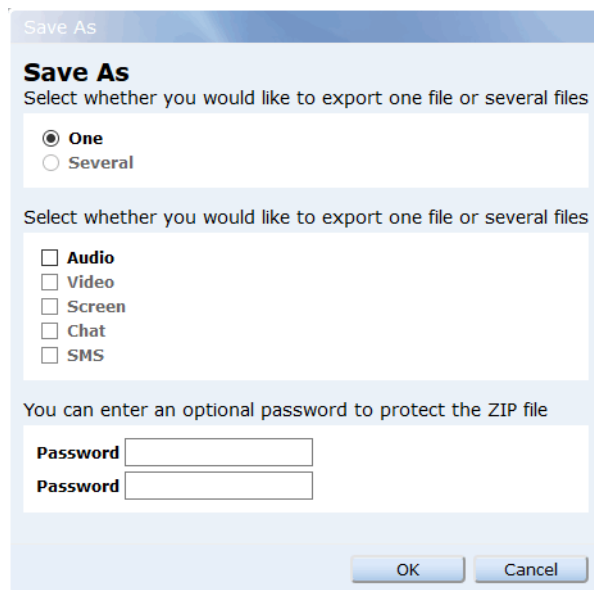 Save As
Save As
Select whether you would like to export one file or several files
One
Several
Select whether you would like to export one file or several files
Audio
Video
Screen
Chat
SMS
You can enter an optional password to protect the ZIP file
Password
Password
OK Cancel